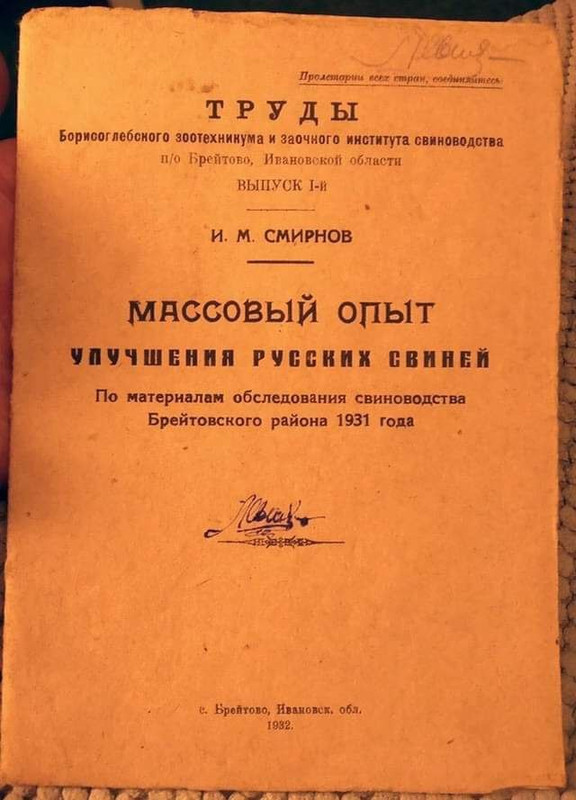 Пролетарии всех стран, соединяйтесь.
ТРУДЫ
Борисоглебского зоотехникума и заочного института свиноводства
п/о Брейтово, Ивановской области
ВЫПУСК I-й
И. М. СМИРНОВ
МАССОВЫЙ ОПЫТ
УЛУЧШЕНИЯ РУССКИХ СВИНЕЙ
По материалам обследования свиноводства
Брейтовского района 1931 года
с. Брейтово, Ивановск. обл.
1932.